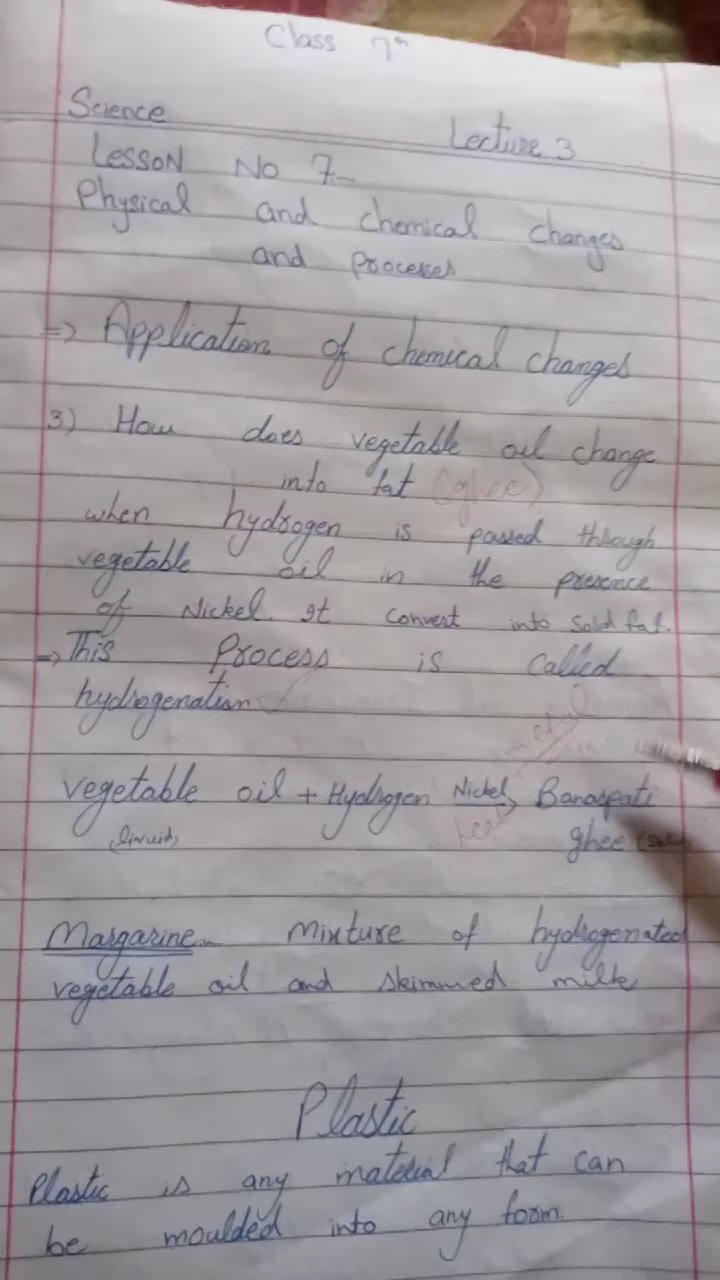 Class 7th
Science
Lecture 3
Lesson No 7-
Physical and chemical changes
and processes
=> Application of chemical changes
3) How does vegetable oil change
into fat (ghee)
when hydrogen is passed through
vegetable oil in the presence
of Nickel. It convert into Solid fat.
=> This Process is called
hydrogenation
metal
vegetable oil + Hydrogen Nickel Banaspati
heat
(liquid)
ghee (solid)
Margarine - mixture of hydrogenated
vegetable oil and skimmed milk
Plastic
Plastic is any material that can
be moulded into any form.